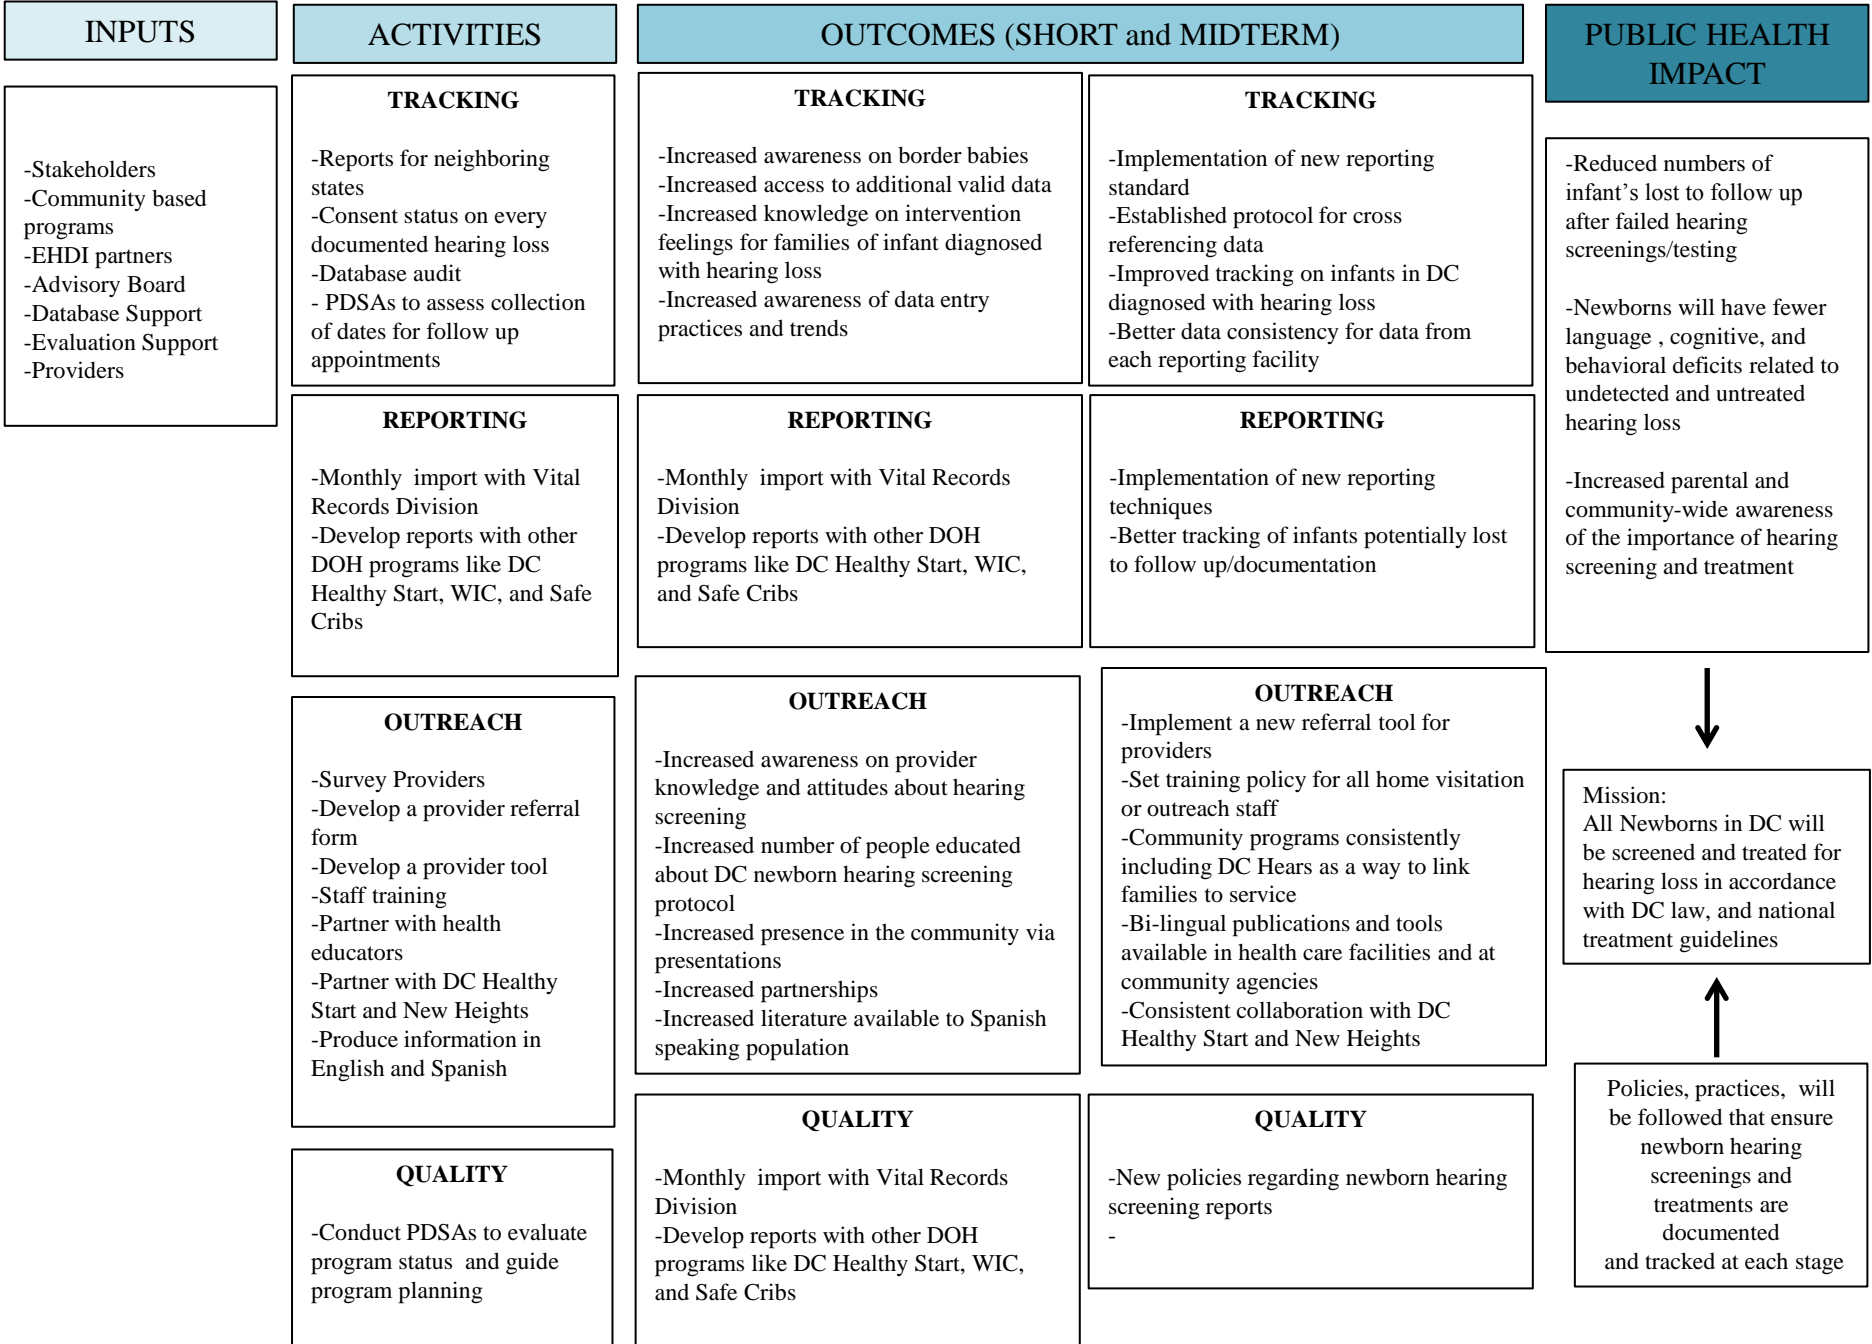 INPUTS
-Stakeholders
-Community based
programs
-EHDI partners
-Advisory Board
-Database Support
-Evaluation Support
-Providers
ACTIVITIES
TRACKING
-Reports for neighboring
states
-Consent status on every
documented hearing loss
-Database audit
- PDSAs to assess collection
of dates for follow up
appointments
REPORTING
-Monthly  import with Vital
Records Division
-Develop reports with other
DOH programs like DC
Healthy Start, WIC, and Safe
Cribs
OUTREACH
-Survey Providers
-Develop a provider referral
form
-Develop a provider tool
-Staff training
-Partner with health
educators
-Partner with DC Healthy
Start and New Heights
-Produce information in
English and Spanish
QUALITY
-Conduct PDSAs to evaluate
program status  and guide
program planning
OUTCOMES (SHORT and MIDTERM)
TRACKING
-Increased awareness on border babies
-Increased access to additional valid data
-Increased knowledge on intervention
feelings for families of infant diagnosed
with hearing loss
-Increased awareness of data entry
practices and trends
REPORTING
-Monthly  import with Vital Records
Division
-Develop reports with other DOH
programs like DC Healthy Start, WIC,
and Safe Cribs
OUTREACH
-Increased awareness on provider
knowledge and attitudes about hearing
screening
-Increased number of people educated
about DC newborn hearing screening
protocol
-Increased presence in the community via
presentations
-Increased partnerships
-Increased literature available to Spanish
speaking population
QUALITY
-Monthly  import with Vital Records
Division
-Develop reports with other DOH
programs like DC Healthy Start, WIC,
and Safe Cribs
TRACKING
-Implementation of new reporting
standard
-Established protocol for cross
referencing data
-Improved tracking on infants in DC
diagnosed with hearing loss
-Better data consistency for data from
each reporting facility
REPORTING
-Implementation of new reporting
techniques
-Better tracking of infants potentially lost
to follow up/documentation
OUTREACH
-Implement a new referral tool for
providers
-Set training policy for all home visitation
or outreach staff
-Community programs consistently
including DC Hears as a way to link
families to service
-Bi-lingual publications and tools
available in health care facilities and at
community agencies
-Consistent collaboration with DC
Healthy Start and New Heights
QUALITY
-New policies regarding newborn hearing
screening reports
-
PUBLIC HEALTH
IMPACT
-Reduced numbers of
infant’s lost to follow up
after failed hearing
screenings/testing
-Newborns will have fewer
language , cognitive, and
behavioral deficits related to
undetected and untreated
hearing loss
-Increased parental and
community-wide awareness
of the importance of hearing
screening and treatment
Mission:
All Newborns in DC will
be screened and treated for
hearing loss in accordance
with DC law, and national
treatment guidelines
Policies, practices,  will
be followed that ensure
newborn hearing
screenings and
treatments are
documented
and tracked at each stage